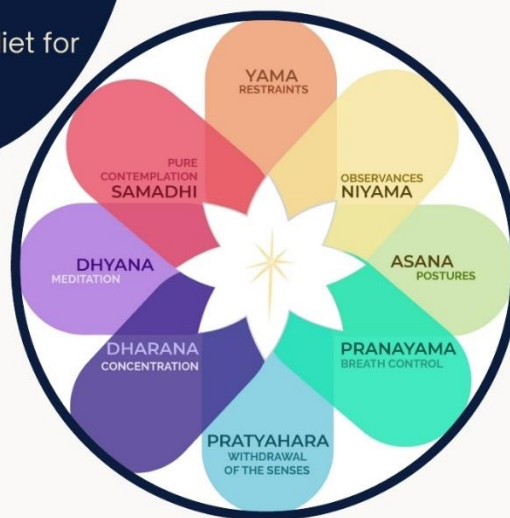 diet for
YAMA
RESTRAINTS
OBSERVANCES
NIYAMA
ASANA
POSTURES
PRANAYAMA
BREATH CONTROL
PRATYAHARA
WITHDRAWAL
OF THE SENSES
DHARANA
CONCENTRATION
DHYANA
MEDITATION
PURE
CONTEMPLATION
SAMADHI